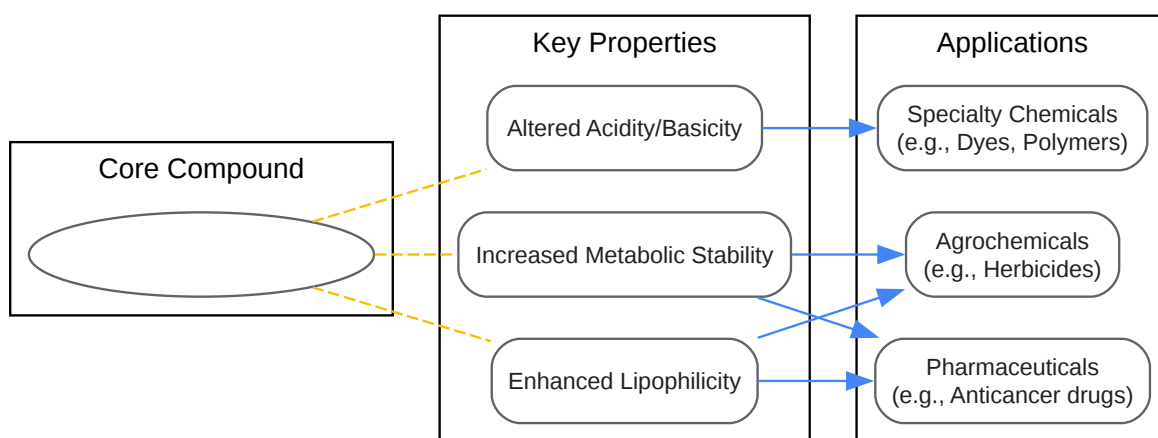 Core Compound
Key Properties
Altered Acidity/Basicity
Increased Metabolic Stability
Enhanced Lipophilicity
Applications
Specialty Chemicals
(e.g., Dyes, Polymers)
Agrochemicals
(e.g., Herbicides)
Pharmaceuticals
(e.g., Anticancer drugs)